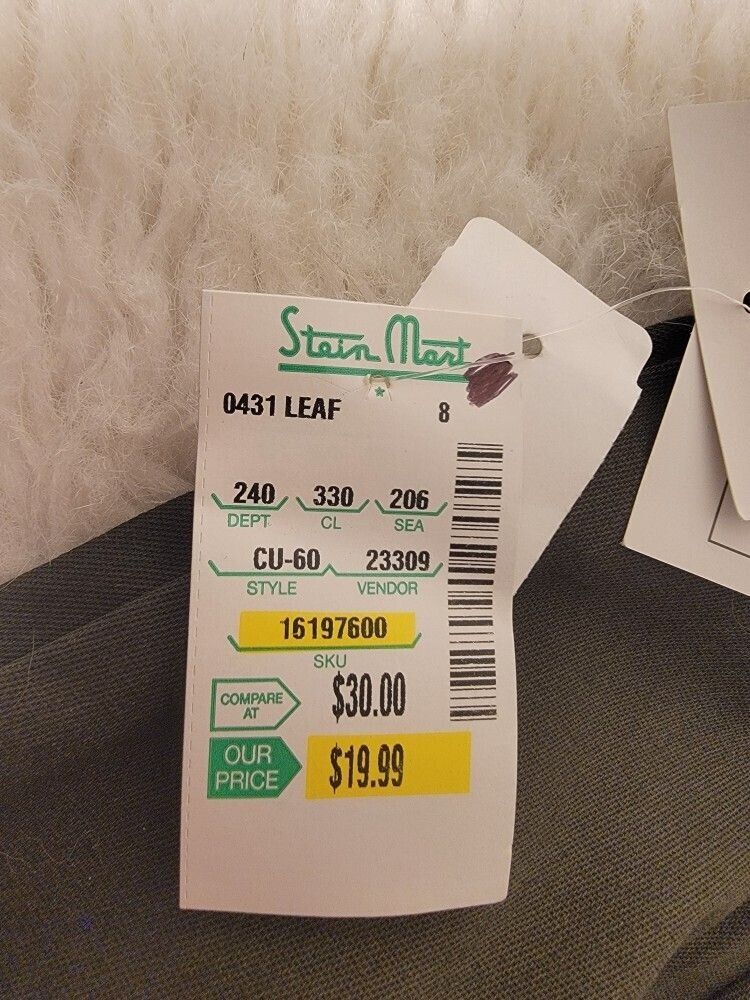 Stein Mart
0431 LEAF 8
240 330 206
DEPT CL SEA
CU-60 23309
STYLE VENDOR
16197600
SKU
COMPARE AT $30.00
OUR PRICE $19.99